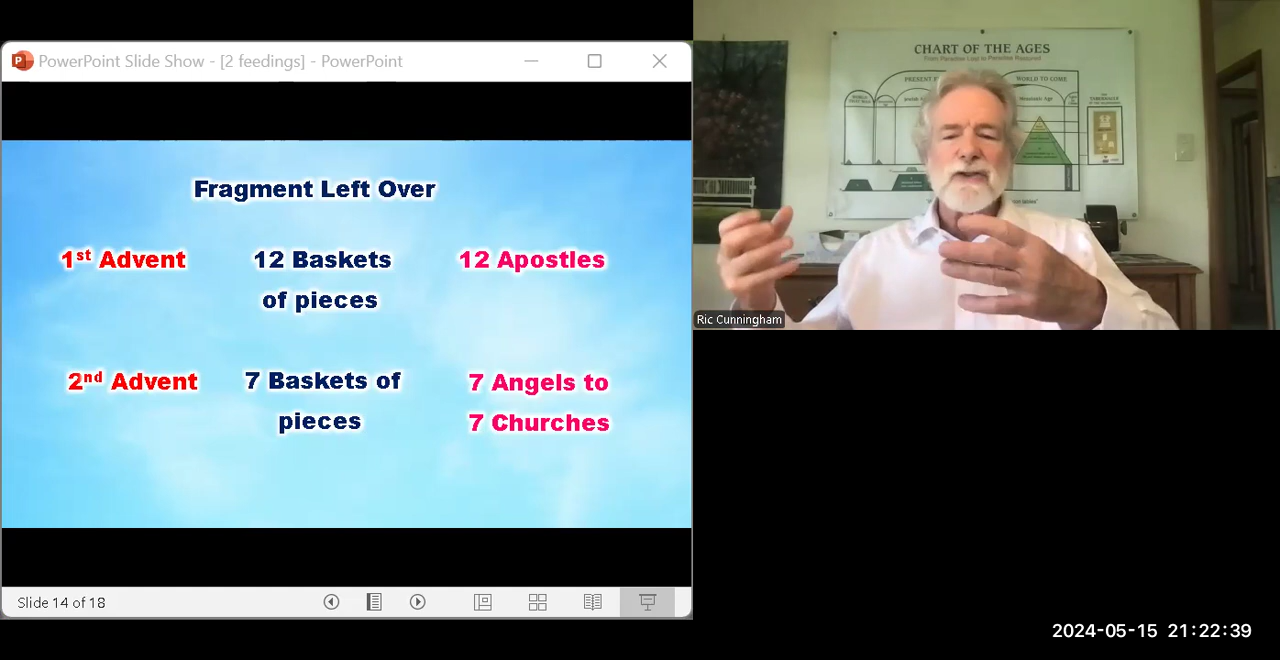 PowerPoint Slide Show - [2 feedings] - PowerPoint
Fragment Left Over
1st Advent
12 Baskets
of pieces
12 Apostles
2nd Advent
7 Baskets of
pieces
7 Angels to
7 Churches
Slide 14 of 18
CHART OF THE AGES
From Paradise Lost to Paradise Restored
WORLD TO COME
Messianic Age
Ric Cunningham
2024-05-15 21:22:39